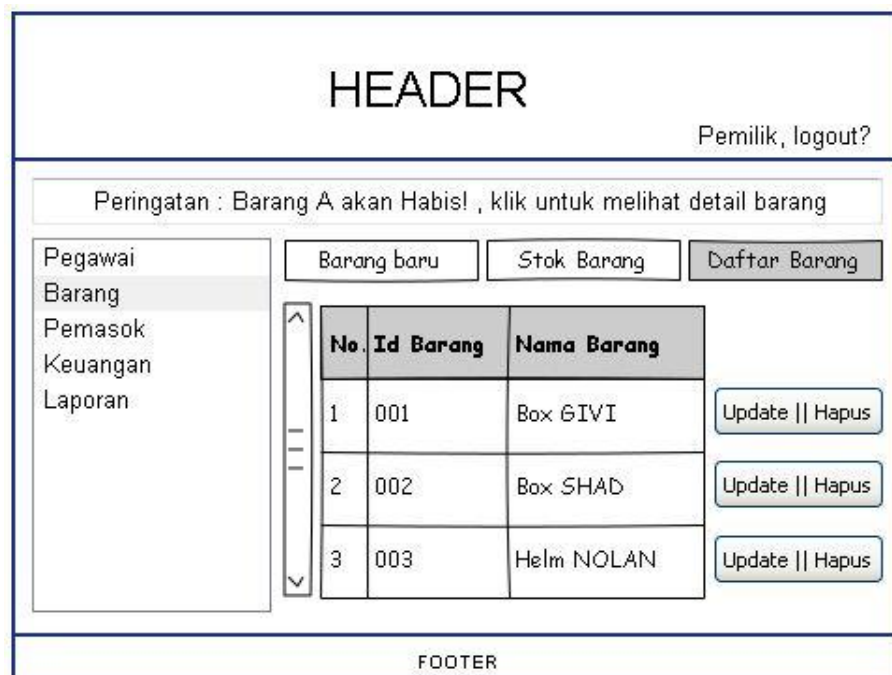 HEADER
Pemilik, logout?
Peringatan : Barang A akan Habis! , klik untuk melihat detail barang
Pegawai
Barang
Pemasok
Keuangan
Laporan
Barang baru Stok Barang Daftar Barang
No. Id Barang Nama Barang
1 001 Box GIVI Update || Hapus
2 002 Box SHAD Update || Hapus
3 003 Helm NOLAN Update || Hapus
FOOTER